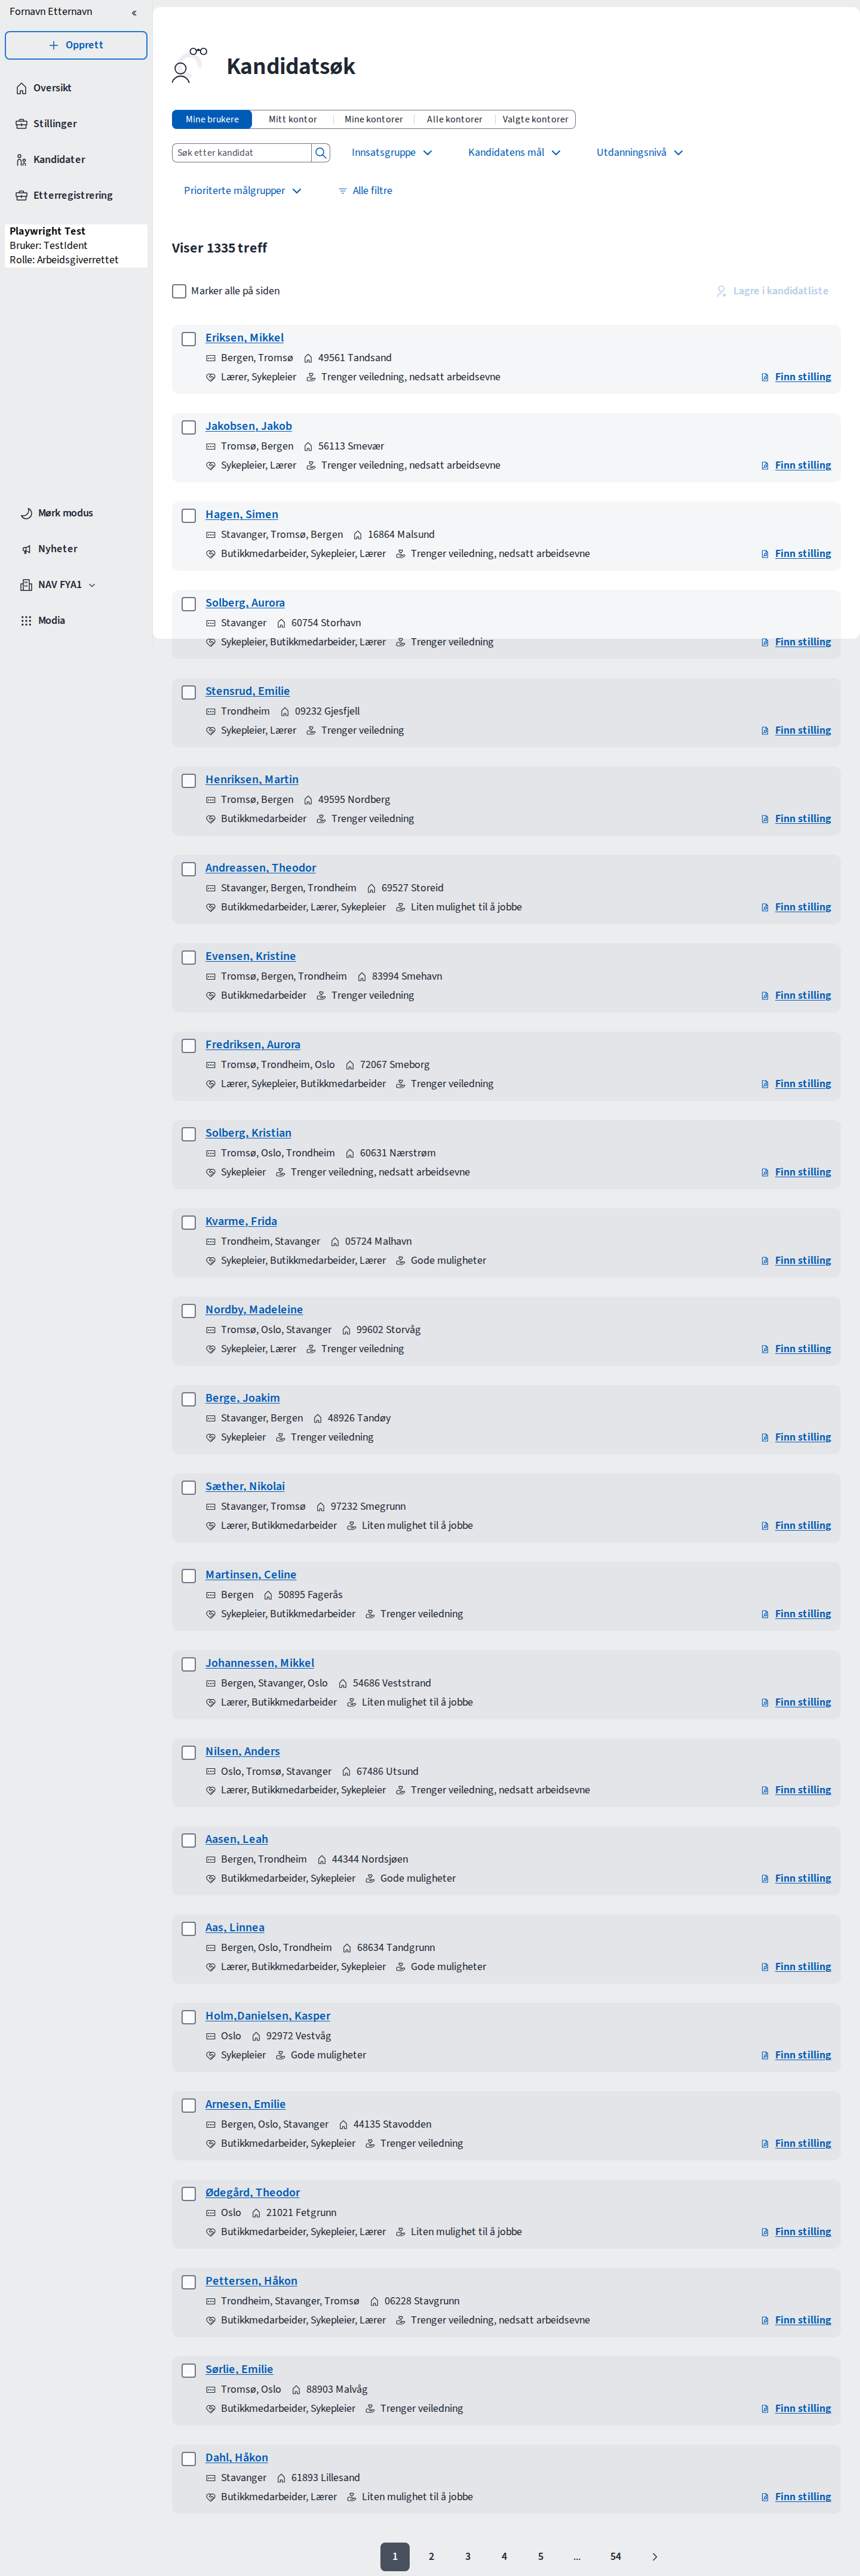 Fornavn Etternavn
Opprett
Oversikt
Stillinger
Kandidater
Etterregistrering
Playwright Test
Bruker: TestIdent
Rolle: Arbeidsgiverrettet
Mørk modus
Nyheter
NAV FYA1
Modia
Kandidatsøk
Mine brukere Mitt kontor Mine kontorer Alle kontorer Valgte kontorer
Søk etter kandidat Innsatsgruppe Kandidatens mål Utdanningsnivå
Prioriterte målgrupper Alle filtre
Viser 1335 treff
Marker alle på siden Lagre i kandidatliste
Eriksen, Mikkel
Bergen, Tromsø 49561 Tandsand
Lærer, Sykepleier Trenger veiledning, nedsatt arbeidsevne Finn stilling
Jakobsen, Jakob
Tromsø, Bergen 56113 Smevær
Sykepleier, Lærer Trenger veiledning, nedsatt arbeidsevne Finn stilling
Hagen, Simen
Stavanger, Tromsø, Bergen 16864 Malsund
Butikkmedarbeider, Sykepleier, Lærer Trenger veiledning, nedsatt arbeidsevne Finn stilling
Solberg, Aurora
Stavanger 60754 Storhavn
Sykepleier, Butikkmedarbeider, Lærer Trenger veiledning Finn stilling
Stensrud, Emilie
Trondheim 09232 Gjesfjell
Sykepleier, Lærer Trenger veiledning Finn stilling
Henriksen, Martin
Tromsø, Bergen 49595 Nordberg
Butikkmedarbeider Trenger veiledning Finn stilling
Andreassen, Theodor
Stavanger, Bergen, Trondheim 69527 Storeid
Butikkmedarbeider, Lærer, Sykepleier Liten mulighet til å jobbe Finn stilling
Evensen, Kristine
Tromsø, Bergen, Trondheim 83994 Smehavn
Butikkmedarbeider Trenger veiledning Finn stilling
Fredriksen, Aurora
Tromsø, Trondheim, Oslo 72067 Smeborg
Lærer, Sykepleier, Butikkmedarbeider Trenger veiledning Finn stilling
Solberg, Kristian
Tromsø, Oslo, Trondheim 60631 Nærstrøm
Sykepleier Trenger veiledning, nedsatt arbeidsevne Finn stilling
Kvarme, Frida
Trondheim, Stavanger 05724 Malhavn
Sykepleier, Butikkmedarbeider, Lærer Gode muligheter Finn stilling
Nordby, Madeleine
Tromsø, Oslo, Stavanger 99602 Storvåg
Sykepleier, Lærer Trenger veiledning Finn stilling
Berge, Joakim
Stavanger, Bergen 48926 Tandøy
Sykepleier Trenger veiledning Finn stilling
Sæther, Nikolai
Stavanger, Tromsø 97232 Smegrunn
Lærer, Butikkmedarbeider Liten mulighet til å jobbe Finn stilling
Martinsen, Celine
Bergen 50895 Fagerås
Sykepleier, Butikkmedarbeider Trenger veiledning Finn stilling
Johannessen, Mikkel
Bergen, Stavanger, Oslo 54686 Veststrand
Lærer, Butikkmedarbeider Liten mulighet til å jobbe Finn stilling
Nilsen, Anders
Oslo, Tromsø, Stavanger 67486 Utsund
Lærer, Butikkmedarbeider, Sykepleier Trenger veiledning, nedsatt arbeidsevne Finn stilling
Aasen, Leah
Bergen, Trondheim 44344 Nordsjøen
Butikkmedarbeider, Sykepleier Gode muligheter Finn stilling
Aas, Linnea
Bergen, Oslo, Trondheim 68634 Tandgrunn
Lærer, Butikkmedarbeider, Sykepleier Gode muligheter Finn stilling
Holm,Danielsen, Kasper
Oslo 92972 Vestvåg
Sykepleier Gode muligheter Finn stilling
Arnesen, Emilie
Bergen, Oslo, Stavanger 44135 Stavodden
Butikkmedarbeider, Sykepleier Trenger veiledning Finn stilling
Ødegård, Theodor
Oslo 21021 Fetgrunn
Butikkmedarbeider, Sykepleier, Lærer Liten mulighet til å jobbe Finn stilling
Pettersen, Håkon
Trondheim, Stavanger, Tromsø 06228 Stavgrunn
Butikkmedarbeider, Sykepleier, Lærer Trenger veiledning, nedsatt arbeidsevne Finn stilling
Sørlie, Emilie
Tromsø, Oslo 88903 Malvåg
Butikkmedarbeider, Sykepleier Trenger veiledning Finn stilling
Dahl, Håkon
Stavanger 61893 Lillesand
Butikkmedarbeider, Lærer Liten mulighet til å jobbe Finn stilling
1 2 3 4 5 ... 54